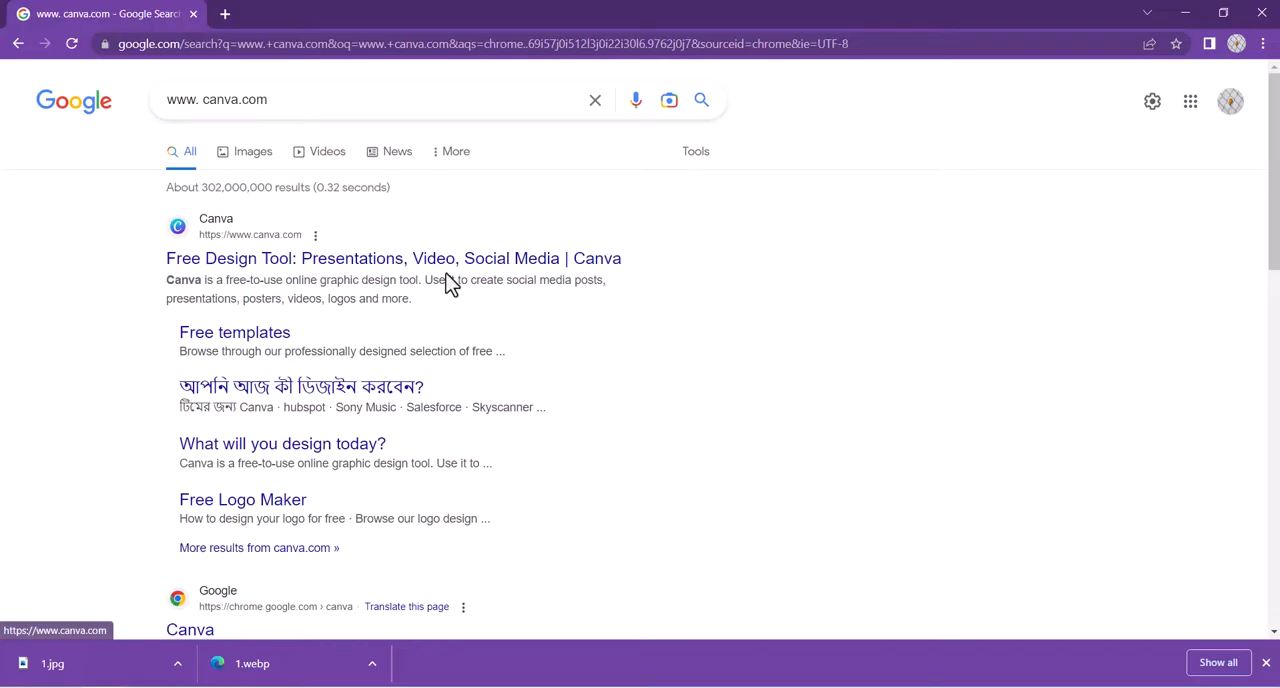 www. canva.com - Google Search
google.com/search?q=www.+canva.com&oq=www.+canva.com&aqs=chrome..69i57j0i512l3j0i22i30l6.9762j0j7&sourceid=chrome&ie=UTF-8
Google
www. canva.com
All
Images
Videos
News
More
Tools
About 302,000,000 results (0.32 seconds)
Canva
https://www.canva.com
Free Design Tool: Presentations, Video, Social Media | Canva
Canva is a free-to-use online graphic design tool. Use it to create social media posts,
presentations, posters, videos, logos and more.
Free templates
Browse through our professionally designed selection of free ...
আপনি আজ কী ডিজাইন করবেন?
টিমের জন্য Canva · hubspot · Sony Music · Salesforce · Skyscanner ...
What will you design today?
Canva is a free-to-use online graphic design tool. Use it to ...
Free Logo Maker
How to design your logo for free · Browse our logo design ...
More results from canva.com »
Google
https://chrome.google.com › canva · Translate this page
Canva
https://www.canva.com
1.jpg
1.webp
Show all